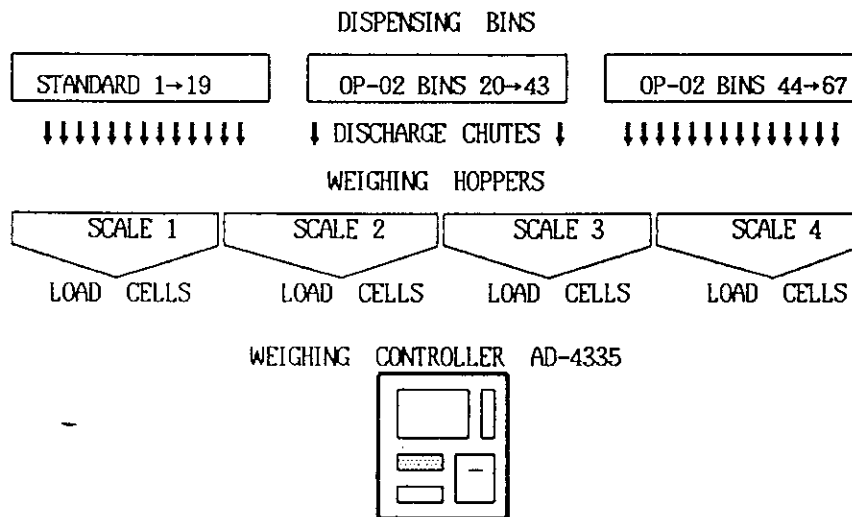 DISPENSING BINS
STANDARD 1→19 OP-02 BINS 20→43 OP-02 BINS 44→67
DISCHARGE CHUTES
WEIGHING HOPPERS
SCALE 1 SCALE 2 SCALE 3 SCALE 4
LOAD CELLS LOAD CELLS LOAD CELLS LOAD CELLS
WEIGHING CONTROLLER AD-4335